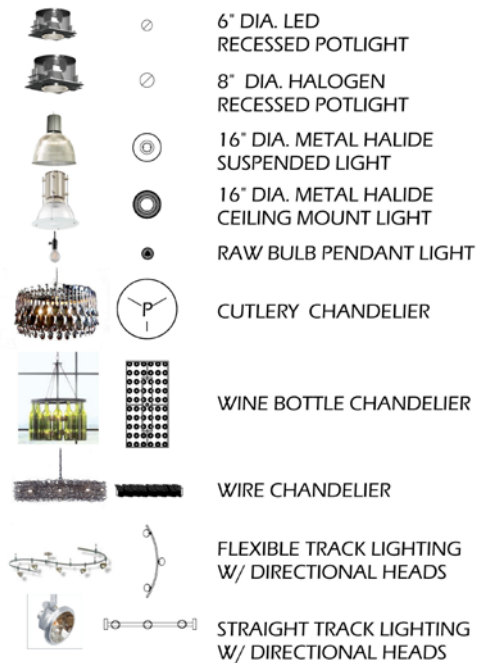 6" DIA. LED
RECESSED POTLIGHT
8" DIA. HALOGEN
RECESSED POTLIGHT
16" DIA. METAL HALIDE
SUSPENDED LIGHT
16" DIA. METAL HALIDE
CEILING MOUNT LIGHT
RAW BULB PENDANT LIGHT
P
CUTLERY CHANDELIER
WINE BOTTLE CHANDELIER
WIRE CHANDELIER
FLEXIBLE TRACK LIGHTING
W/ DIRECTIONAL HEADS
STRAIGHT TRACK LIGHTING
W/ DIRECTIONAL HEADS